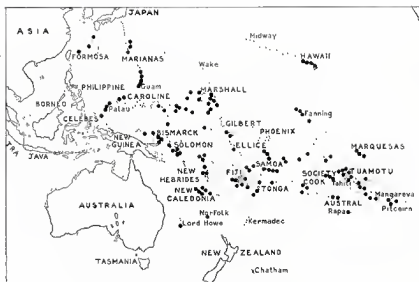 JAPAN
ASIA
Midway
HAWAII
MARIANAS
FORMOSA
Wake
PHILIPPINE
Guam
MARSHALL
CAROLINE
BORNEO
Palau
Fanning
CELEBES
GILBERT
BISMARCK
PHOENIX
NEW
GUINEA
SOLOMON
ELLICE
MARQUESAS
TRA
JAVA
SAMOA
NEW
HEBRIDES
FIJI
SOCIETY
TUAMOTU
COOK
Tahiti
NEW
CALEDONIA
TONGA
Mangareva
AUSTRALIA
AUSTRAL
Pitcairn
Norfolk
Rapa
Lord Howe
Kermadec
NEW ZEALAND
TASMANIA
Chatham